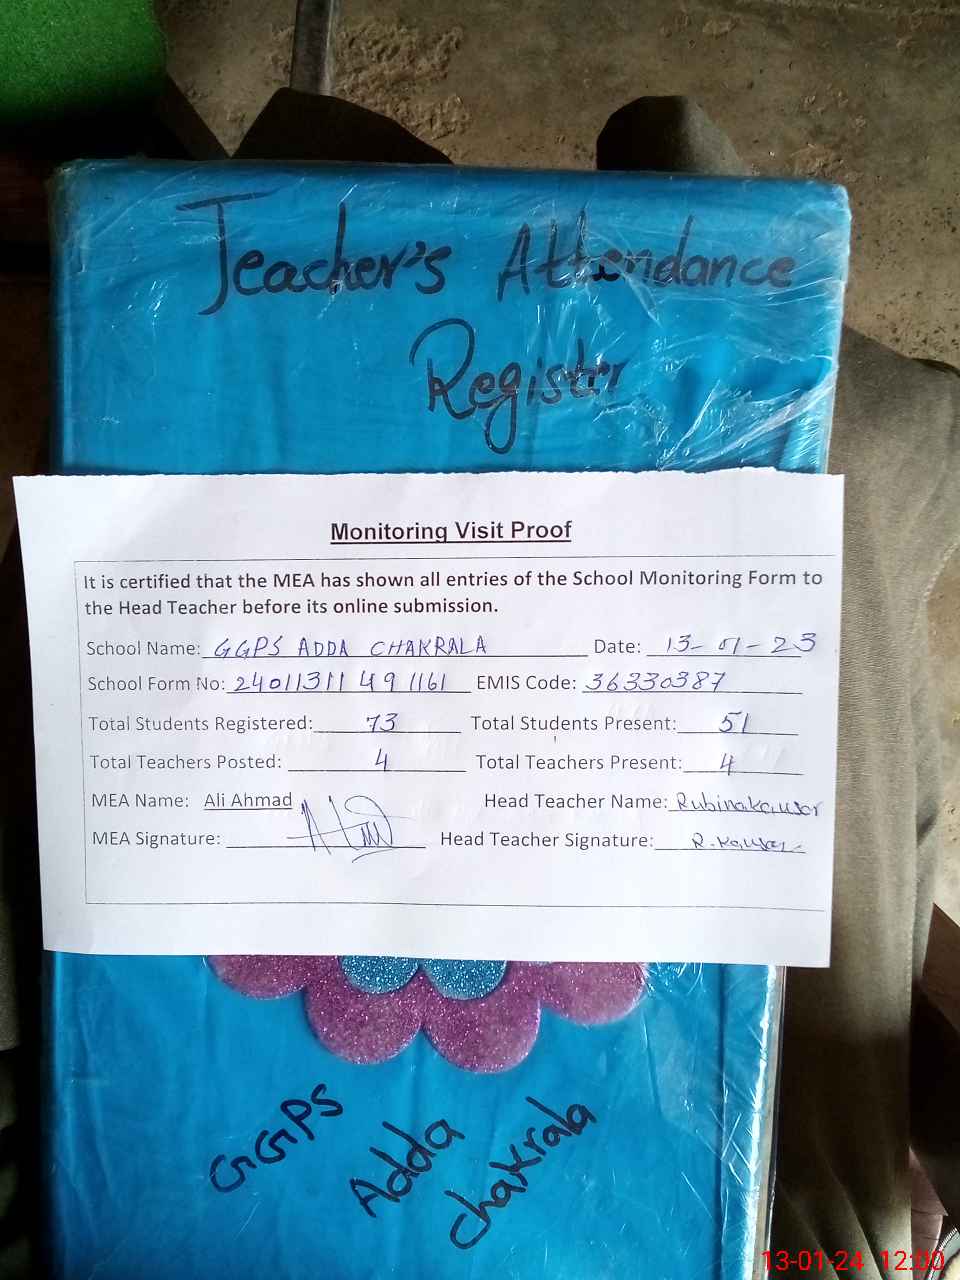 Teacher's Attendance
Register
Monitoring Visit Proof
It is certified that the MEA has shown all entries of the School Monitoring Form to
the Head Teacher before its online submission.
School Name: GGPS ADDA CHAKRALA Date: 13-01-23
School Form No: 24011311491161 EMIS Code: 36330387
Total Students Registered: 73 Total Students Present: 51
Total Teachers Posted: 4 Total Teachers Present: 4
MEA Name: Ali Ahmad Head Teacher Name: Rubina kausar
MEA Signature: Head Teacher Signature: R. Kausar
GGPS
Adda
chakrala
13-01-24 12:00